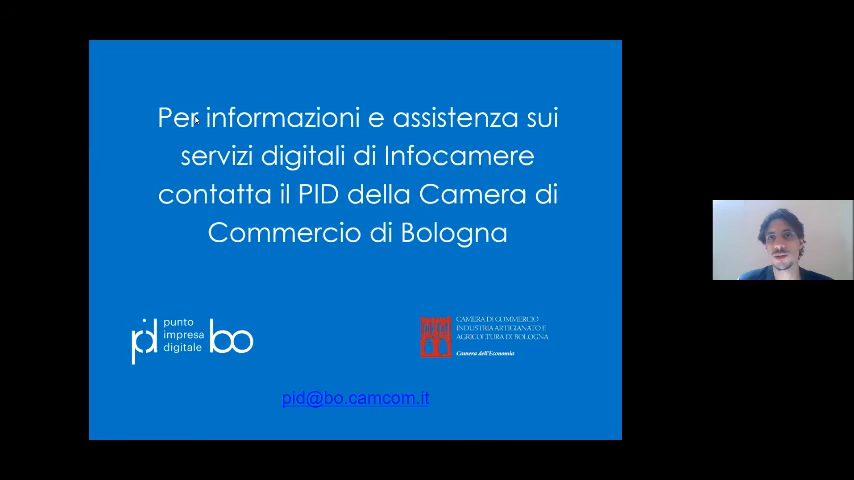 Per informazioni e assistenza sui
servizi digitali di Infocamere
contatta il PID della Camera di
Commercio di Bologna
pid
punto
impresa
digitale
bo
CAMERA DI COMMERCIO
INDUSTRIA ARTIGIANATO E
AGRICOLTURA DI BOLOGNA
Camera dell'Economia
pid@bo.camcom.it